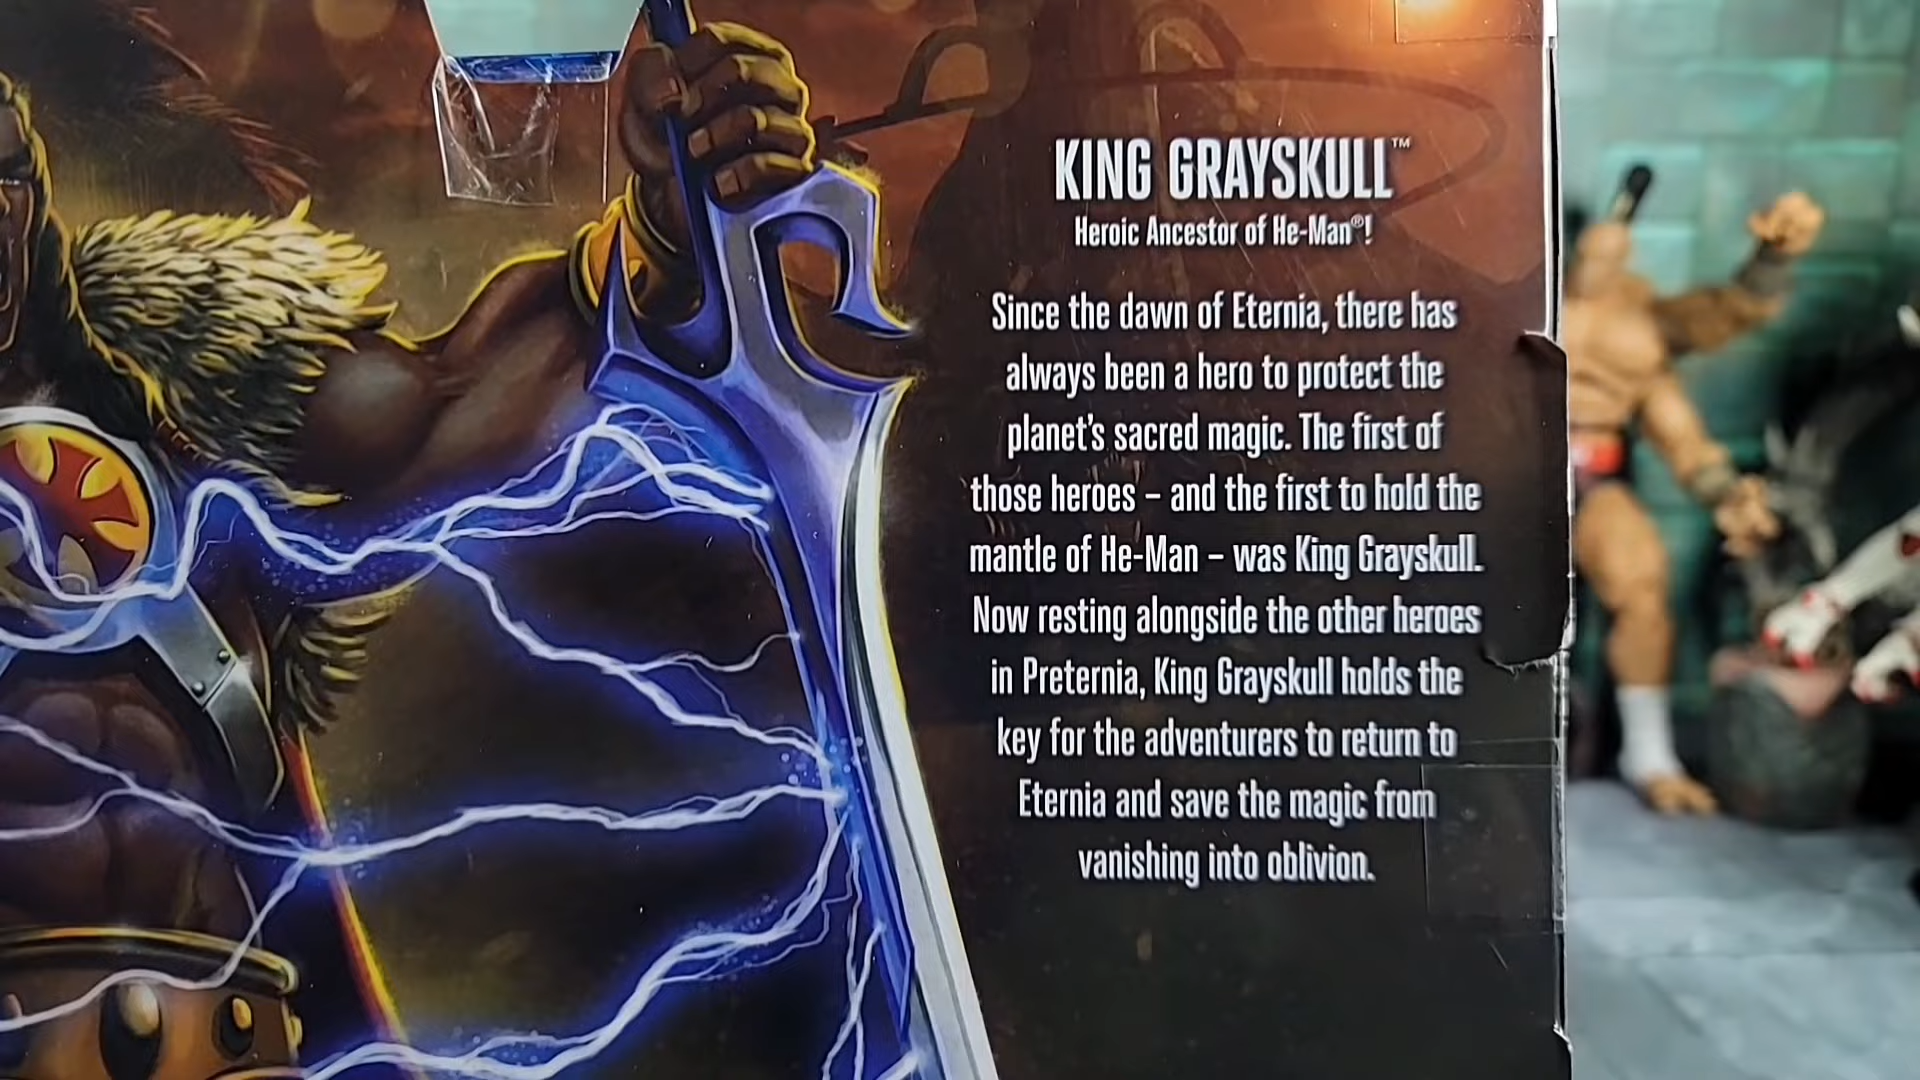 KING GRAYSKULL™
Heroic Ancestor of He-Man®!
Since the dawn of Eternia, there has
always been a hero to protect the
planet's sacred magic. The first of
those heroes – and the first to hold the
mantle of He-Man – was King Grayskull.
Now resting alongside the other heroes
in Preternia, King Grayskull holds the
key for the adventurers to return to
Eternia and save the magic from
vanishing into oblivion.